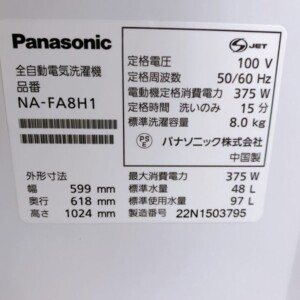 Panasonic
全自動電気洗濯機
品番
NA-FA8H1
外形寸法
幅 599 mm
奥行 618 mm
高さ 1024 mm
S JET
定格電圧 100 V
定格周波数 50/60 Hz
電動機定格消費電力 375 W
定格時間 洗いのみ 15 分
標準洗濯容量 8.0 kg
PS E パナソニック株式会社
中国製
最大消費電力 375 W
標準水量 48 L
標準使用水量 97 L
製造番号 22N1503795